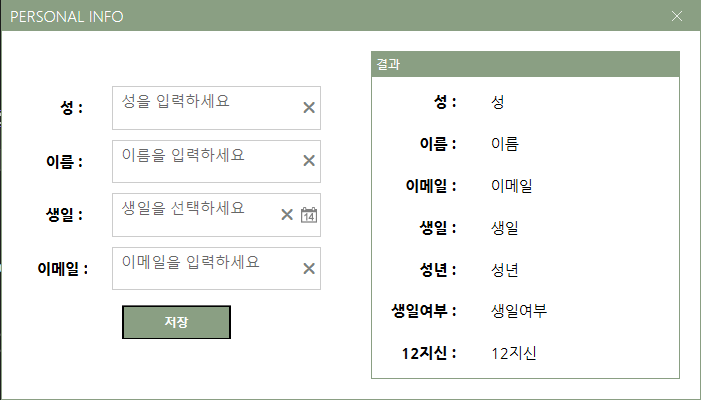 PERSONAL INFO
성 : 성을 입력하세요
이름 : 이름을 입력하세요
생일 : 생일을 선택하세요 14
이메일 : 이메일을 입력하세요
저장
결과
성 : 성
이름 : 이름
이메일 : 이메일
생일 : 생일
성년 : 성년
생일여부 : 생일여부
12지신 : 12지신